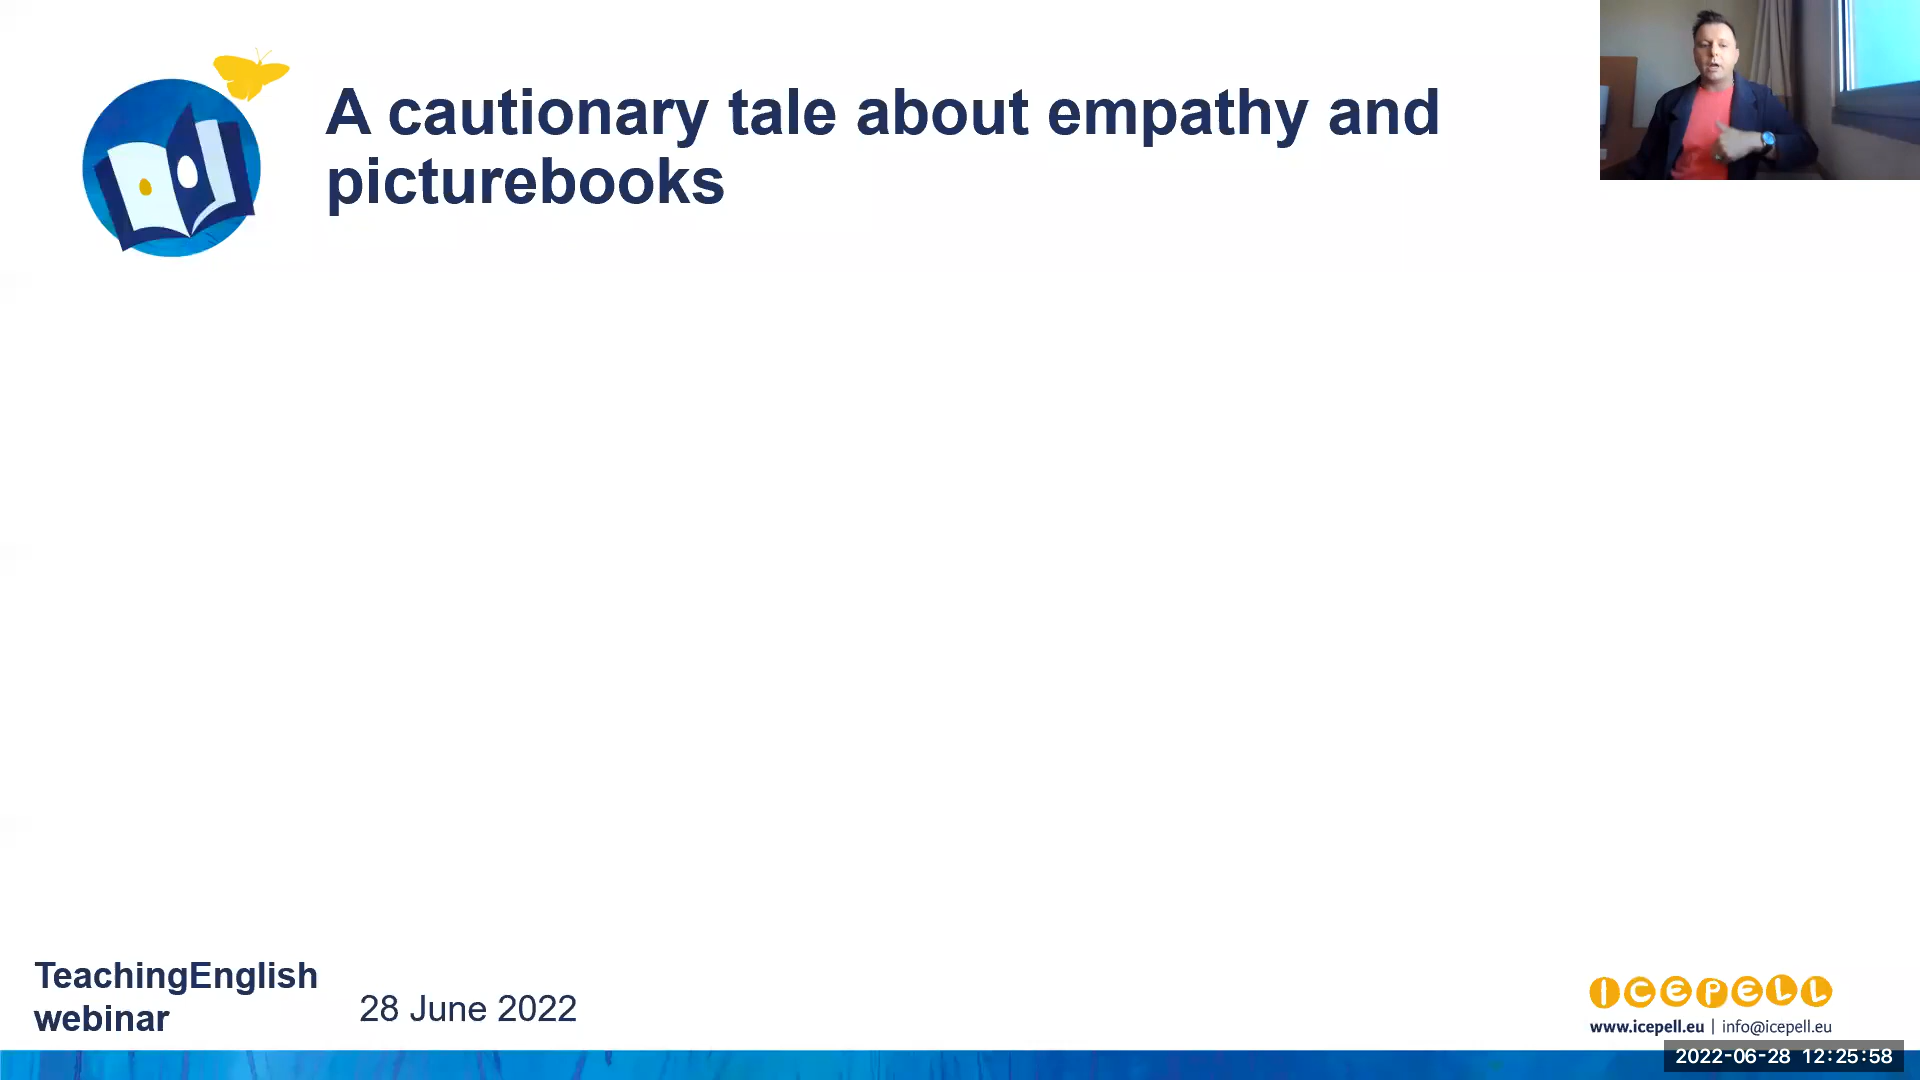 A cautionary tale about empathy and
picturebooks
TeachingEnglish
webinar
28 June 2022
ICEPELL
www.icepell.eu | info@icepell.eu
2022-06-28 12:25:58